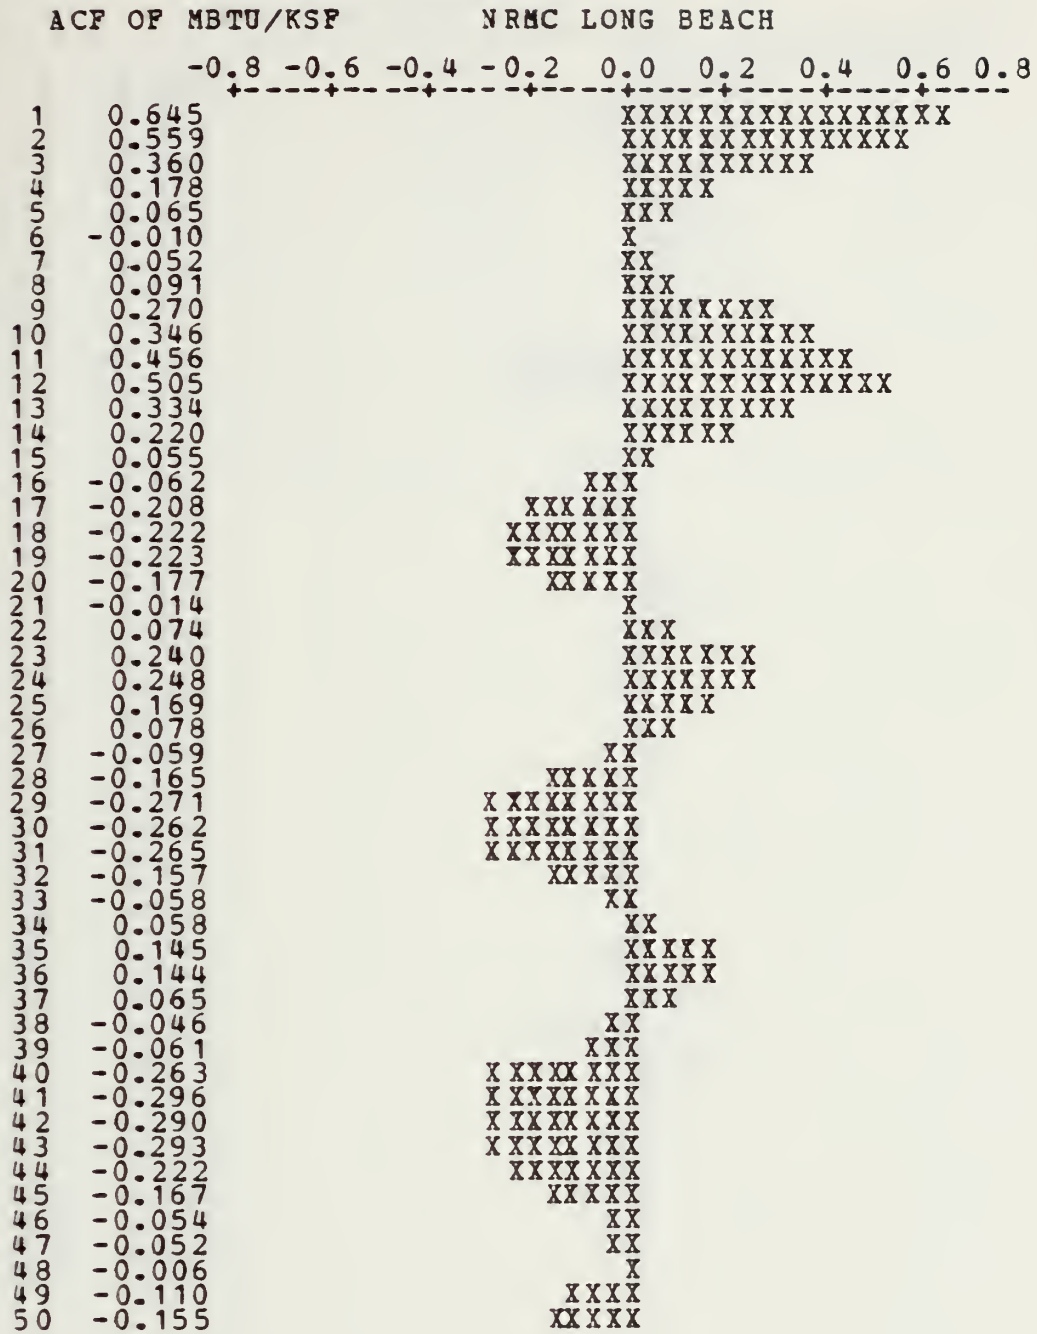 ACF OF MBTU/KSF NRMC LONG BEACH
-0.8 -0.6 -0.4 -0.2 0.0 0.2 0.4 0.6 0.8
+----+----+----+----+----+----+----+----
1 0.645 XXXXXXXXXXXXXXXXX
2 0.559 XXXXXXXXXXXXXXX
3 0.360 XXXXXXXXXX
4 0.178 XXXXX
5 0.065 XXX
6 -0.010 X
7 0.052 XX
8 0.091 XXX
9 0.270 XXXXXXXX
10 0.346 XXXXXXXXXX
11 0.456 XXXXXXXXXXXX
12 0.505 XXXXXXXXXXXXXX
13 0.334 XXXXXXXXX
14 0.220 XXXXXX
15 0.055 XX
16 -0.062 XXX
17 -0.208 XXXXXX
18 -0.222 XXXXXXX
19 -0.223 XXXXXXX
20 -0.177 XXXXX
21 -0.014 X
22 0.074 XXX
23 0.240 XXXXXXX
24 0.248 XXXXXXX
25 0.169 XXXXX
26 0.078 XXX
27 -0.059 XX
28 -0.165 XXXXX
29 -0.271 XXXXXXXX
30 -0.262 XXXXXXXX
31 -0.265 XXXXXXXX
32 -0.157 XXXXX
33 -0.058 XX
34 0.058 XX
35 0.145 XXXXX
36 0.144 XXXXX
37 0.065 XXX
38 -0.046 XX
39 -0.061 XXX
40 -0.263 XXXXXXXX
41 -0.296 XXXXXXXX
42 -0.290 XXXXXXXX
43 -0.293 XXXXXXXX
44 -0.222 XXXXXXX
45 -0.167 XXXXX
46 -0.054 XX
47 -0.052 XX
48 -0.006 X
49 -0.110 XXXX
50 -0.155 XXXXX